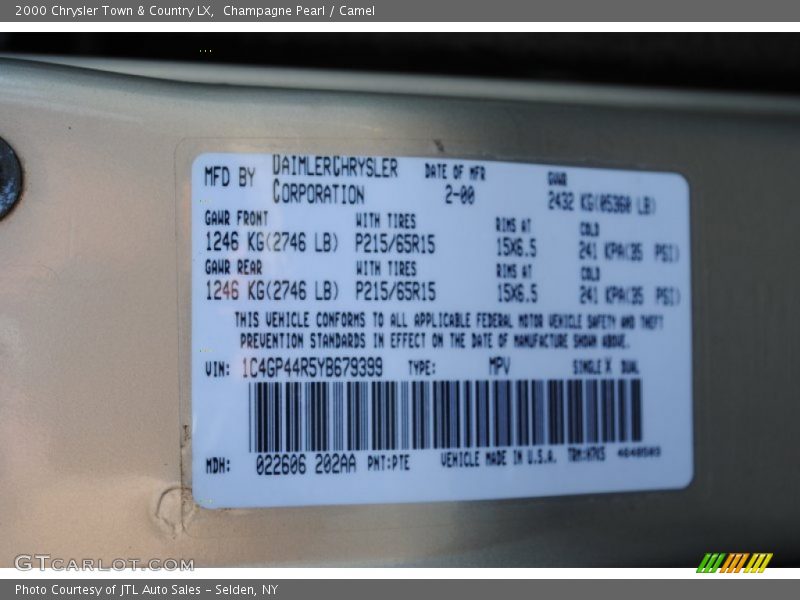 2000 Chrysler Town & Country LX,  Champagne Pearl / Camel
MFD BY DAIMLERCHRYSLER CORPORATION DATE OF MFR 2-00 GVWR 2432 KG(05360 LB)
GAWR FRONT WITH TIRES RIMS AT COLD
1246 KG(2746 LB) P215/65R15 15X6.5 241 KPA(35 PSI)
GAWR REAR WITH TIRES RIMS AT COLD
1246 KG(2746 LB) P215/65R15 15X6.5 241 KPA(35 PSI)
THIS VEHICLE CONFORMS TO ALL APPLICABLE FEDERAL MOTOR VEHICLE SAFETY AND THEFT
PREVENTION STANDARDS IN EFFECT ON THE DATE OF MANUFACTURE SHOWN ABOVE.
VIN: 1C4GP44R5YB679399 TYPE: MPV SINGLE X DUAL
MDH: 022606 202AA PNT:PTE VEHICLE MADE IN U.S.A.
GTCARLOT.COM
Photo Courtesy of JTL Auto Sales - Selden, NY